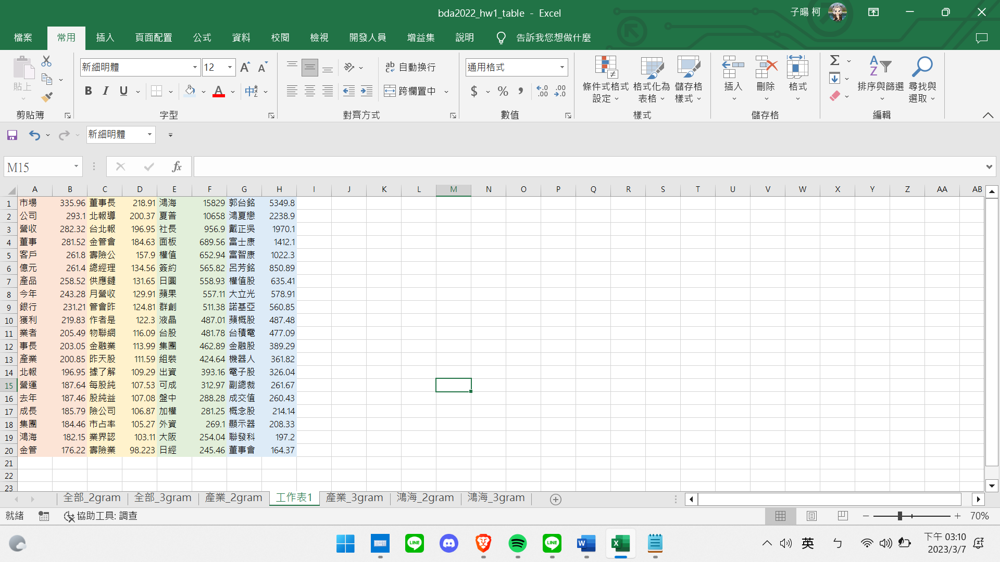 bda2022_hw1_table - Excel
子暘 柯
檔案 常用 插入 頁面配置 公式 資料 校閱 檢視 開發人員 增益集 說明 告訴我您想做什麼
貼上
剪貼簿
新細明體 12
B I U A 中
字型
自動換行
跨欄置中
對齊方式
通用格式
$ % ,
數值
條件式格式設定 格式化為表格 儲存格樣式
樣式
插入 刪除 格式
儲存格
排序與篩選 尋找與選取
編輯
新細明體
M15 fx
A B C D E F G H I J K L M N O P Q R S T U V W X Y Z AA AB
1 市場 335.96 董事長 218.91 鴻海 15829 郭台銘 5349.8
2 公司 293.1 北報導 200.37 夏普 10658 鴻夏戀 2238.9
3 營收 282.32 台北報 196.95 社長 956.9 戴正吳 1970.1
4 董事 281.52 金管會 184.63 面板 689.56 富士康 1412.1
5 客戶 261.8 壽險公 157.9 權值 652.94 富智康 1022.3
6 億元 261.4 總經理 134.56 簽約 565.82 呂芳銘 850.89
7 產品 258.52 供應鏈 131.65 日圓 558.93 權值股 635.41
8 今年 243.28 月營收 129.91 蘋果 557.11 大立光 578.91
9 銀行 231.21 管會昨 124.81 群創 511.38 諾基亞 560.85
10 獲利 219.83 作者是 122.3 液晶 487.01 蘋概股 487.48
11 業者 205.49 物聯網 116.09 台股 481.78 台積電 477.09
12 事長 203.05 金融業 113.99 集團 462.89 金融股 389.29
13 產業 200.85 昨天股 111.59 組裝 424.64 機器人 361.82
14 北報 196.95 據了解 109.29 出資 393.16 電子股 326.04
15 營運 187.64 每股純 107.53 可成 312.97 副總裁 261.67
16 去年 187.46 股純益 107.08 盤中 288.28 成交值 260.43
17 成長 185.79 險公司 106.87 加權 281.25 概念股 214.14
18 集團 184.46 市占率 105.27 外資 269.1 顯示器 208.33
19 鴻海 182.15 業界認 103.11 大阪 254.04 聯發科 197.2
20 金管 176.22 壽險業 98.223 日經 245.46 董事會 164.37
21
22
23
全部_2gram 全部_3gram 產業_2gram 工作表1 產業_3gram 鴻海_2gram 鴻海_3gram
就緒 協助工具: 調查 70%
英 ㄅ 下午 03:10
2023/3/7